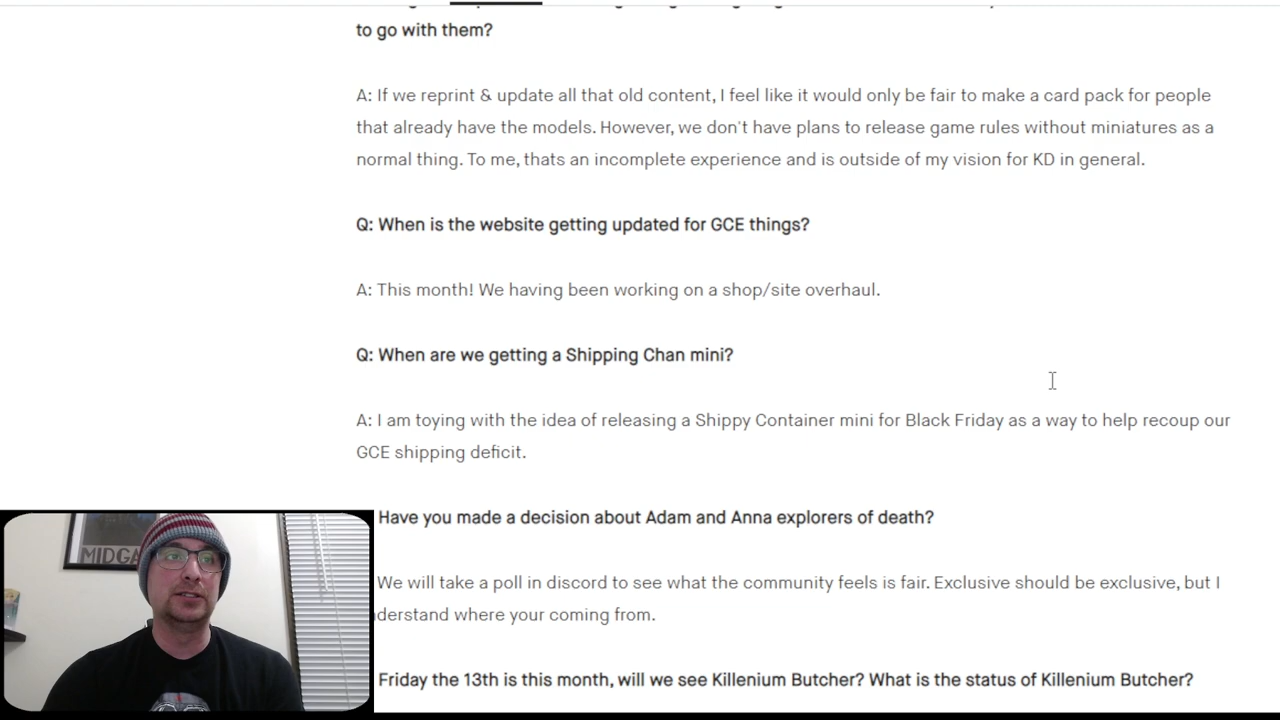 to go with them?
A: If we reprint & update all that old content, I feel like it would only be fair to make a card pack for people
that already have the models. However, we don't have plans to release game rules without miniatures as a
normal thing. To me, thats an incomplete experience and is outside of my vision for KD in general.
Q: When is the website getting updated for GCE things?
A: This month! We having been working on a shop/site overhaul.
Q: When are we getting a Shipping Chan mini?
A: I am toying with the idea of releasing a Shippy Container mini for Black Friday as a way to help recoup our
GCE shipping deficit.
Have you made a decision about Adam and Anna explorers of death?
We will take a poll in discord to see what the community feels is fair. Exclusive should be exclusive, but I
nderstand where your coming from.
Friday the 13th is this month, will we see Killenium Butcher? What is the status of Killenium Butcher?
MIDGA